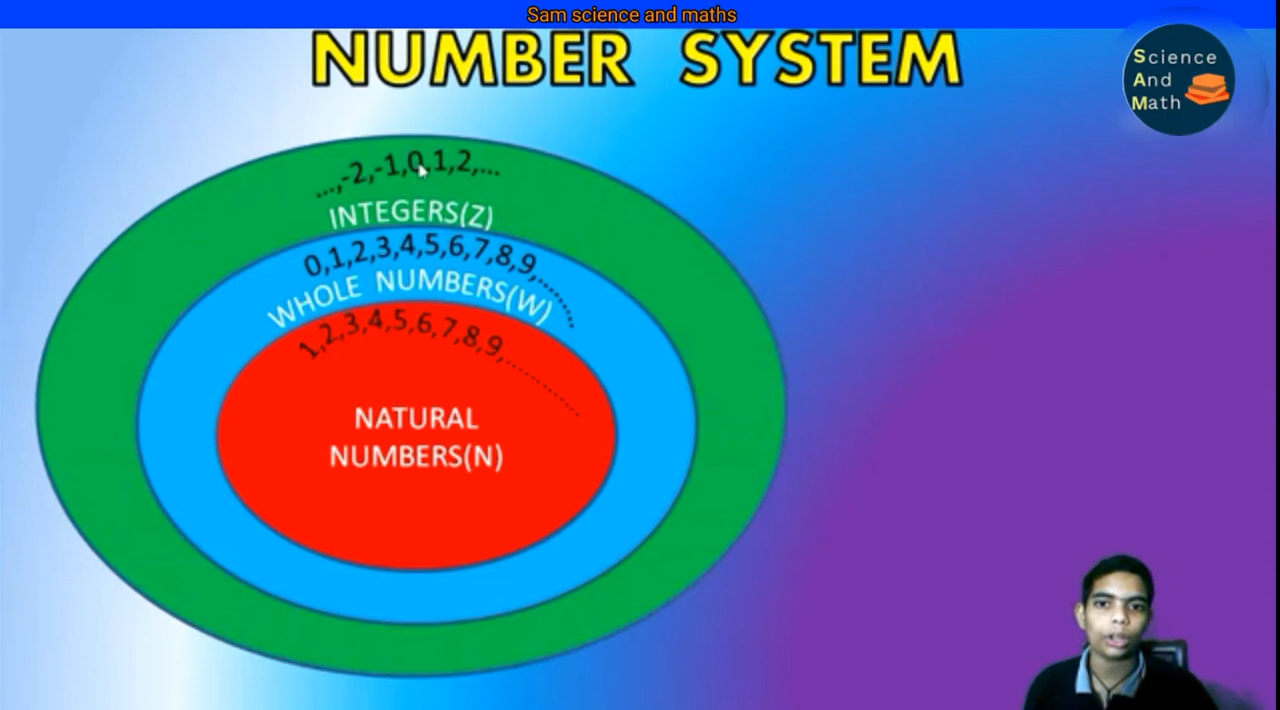 Sam science and maths
NUMBER SYSTEM
Science
And
Math
...,-2,-1,0,1,2,...
INTEGERS(Z)
0,1,2,3,4,5,6,7,8,9,..........
WHOLE NUMBERS(W)
1,2,3,4,5,6,7,8,9,...............
NATURAL
NUMBERS(N)